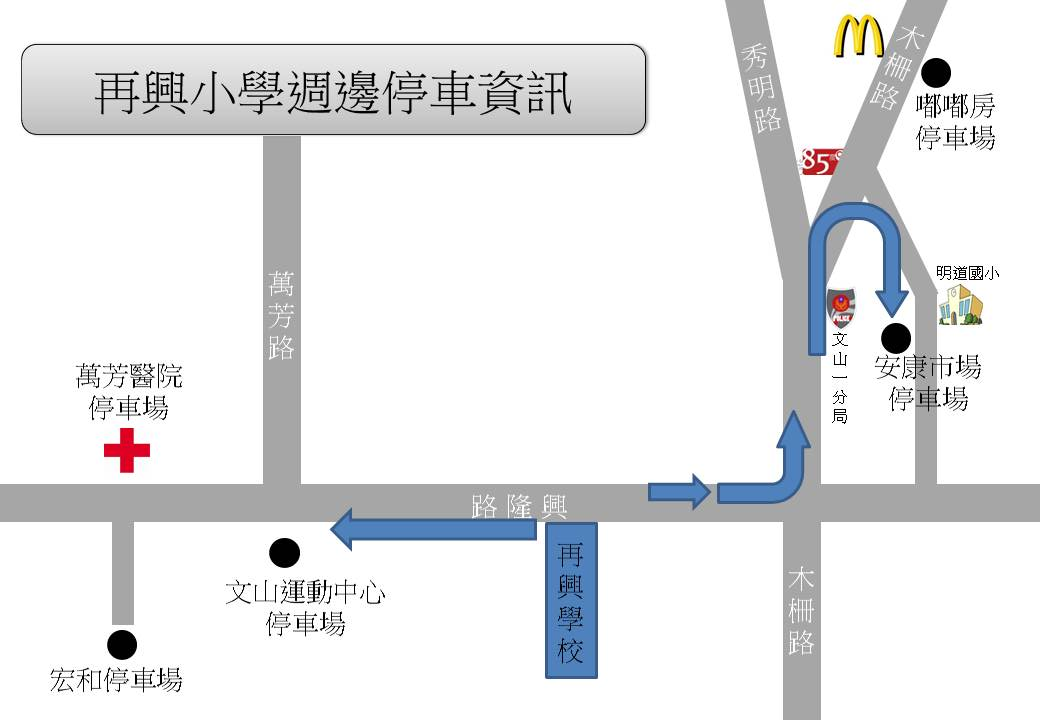 再興小學週邊停車資訊
秀明路
木柵路
嘟嘟房
停車場
85
萬芳路
明道國小
POLICE
文山一分局
安康市場
停車場
萬芳醫院
停車場
路隆興
再興學校
文山運動中心
停車場
木柵路
宏和停車場